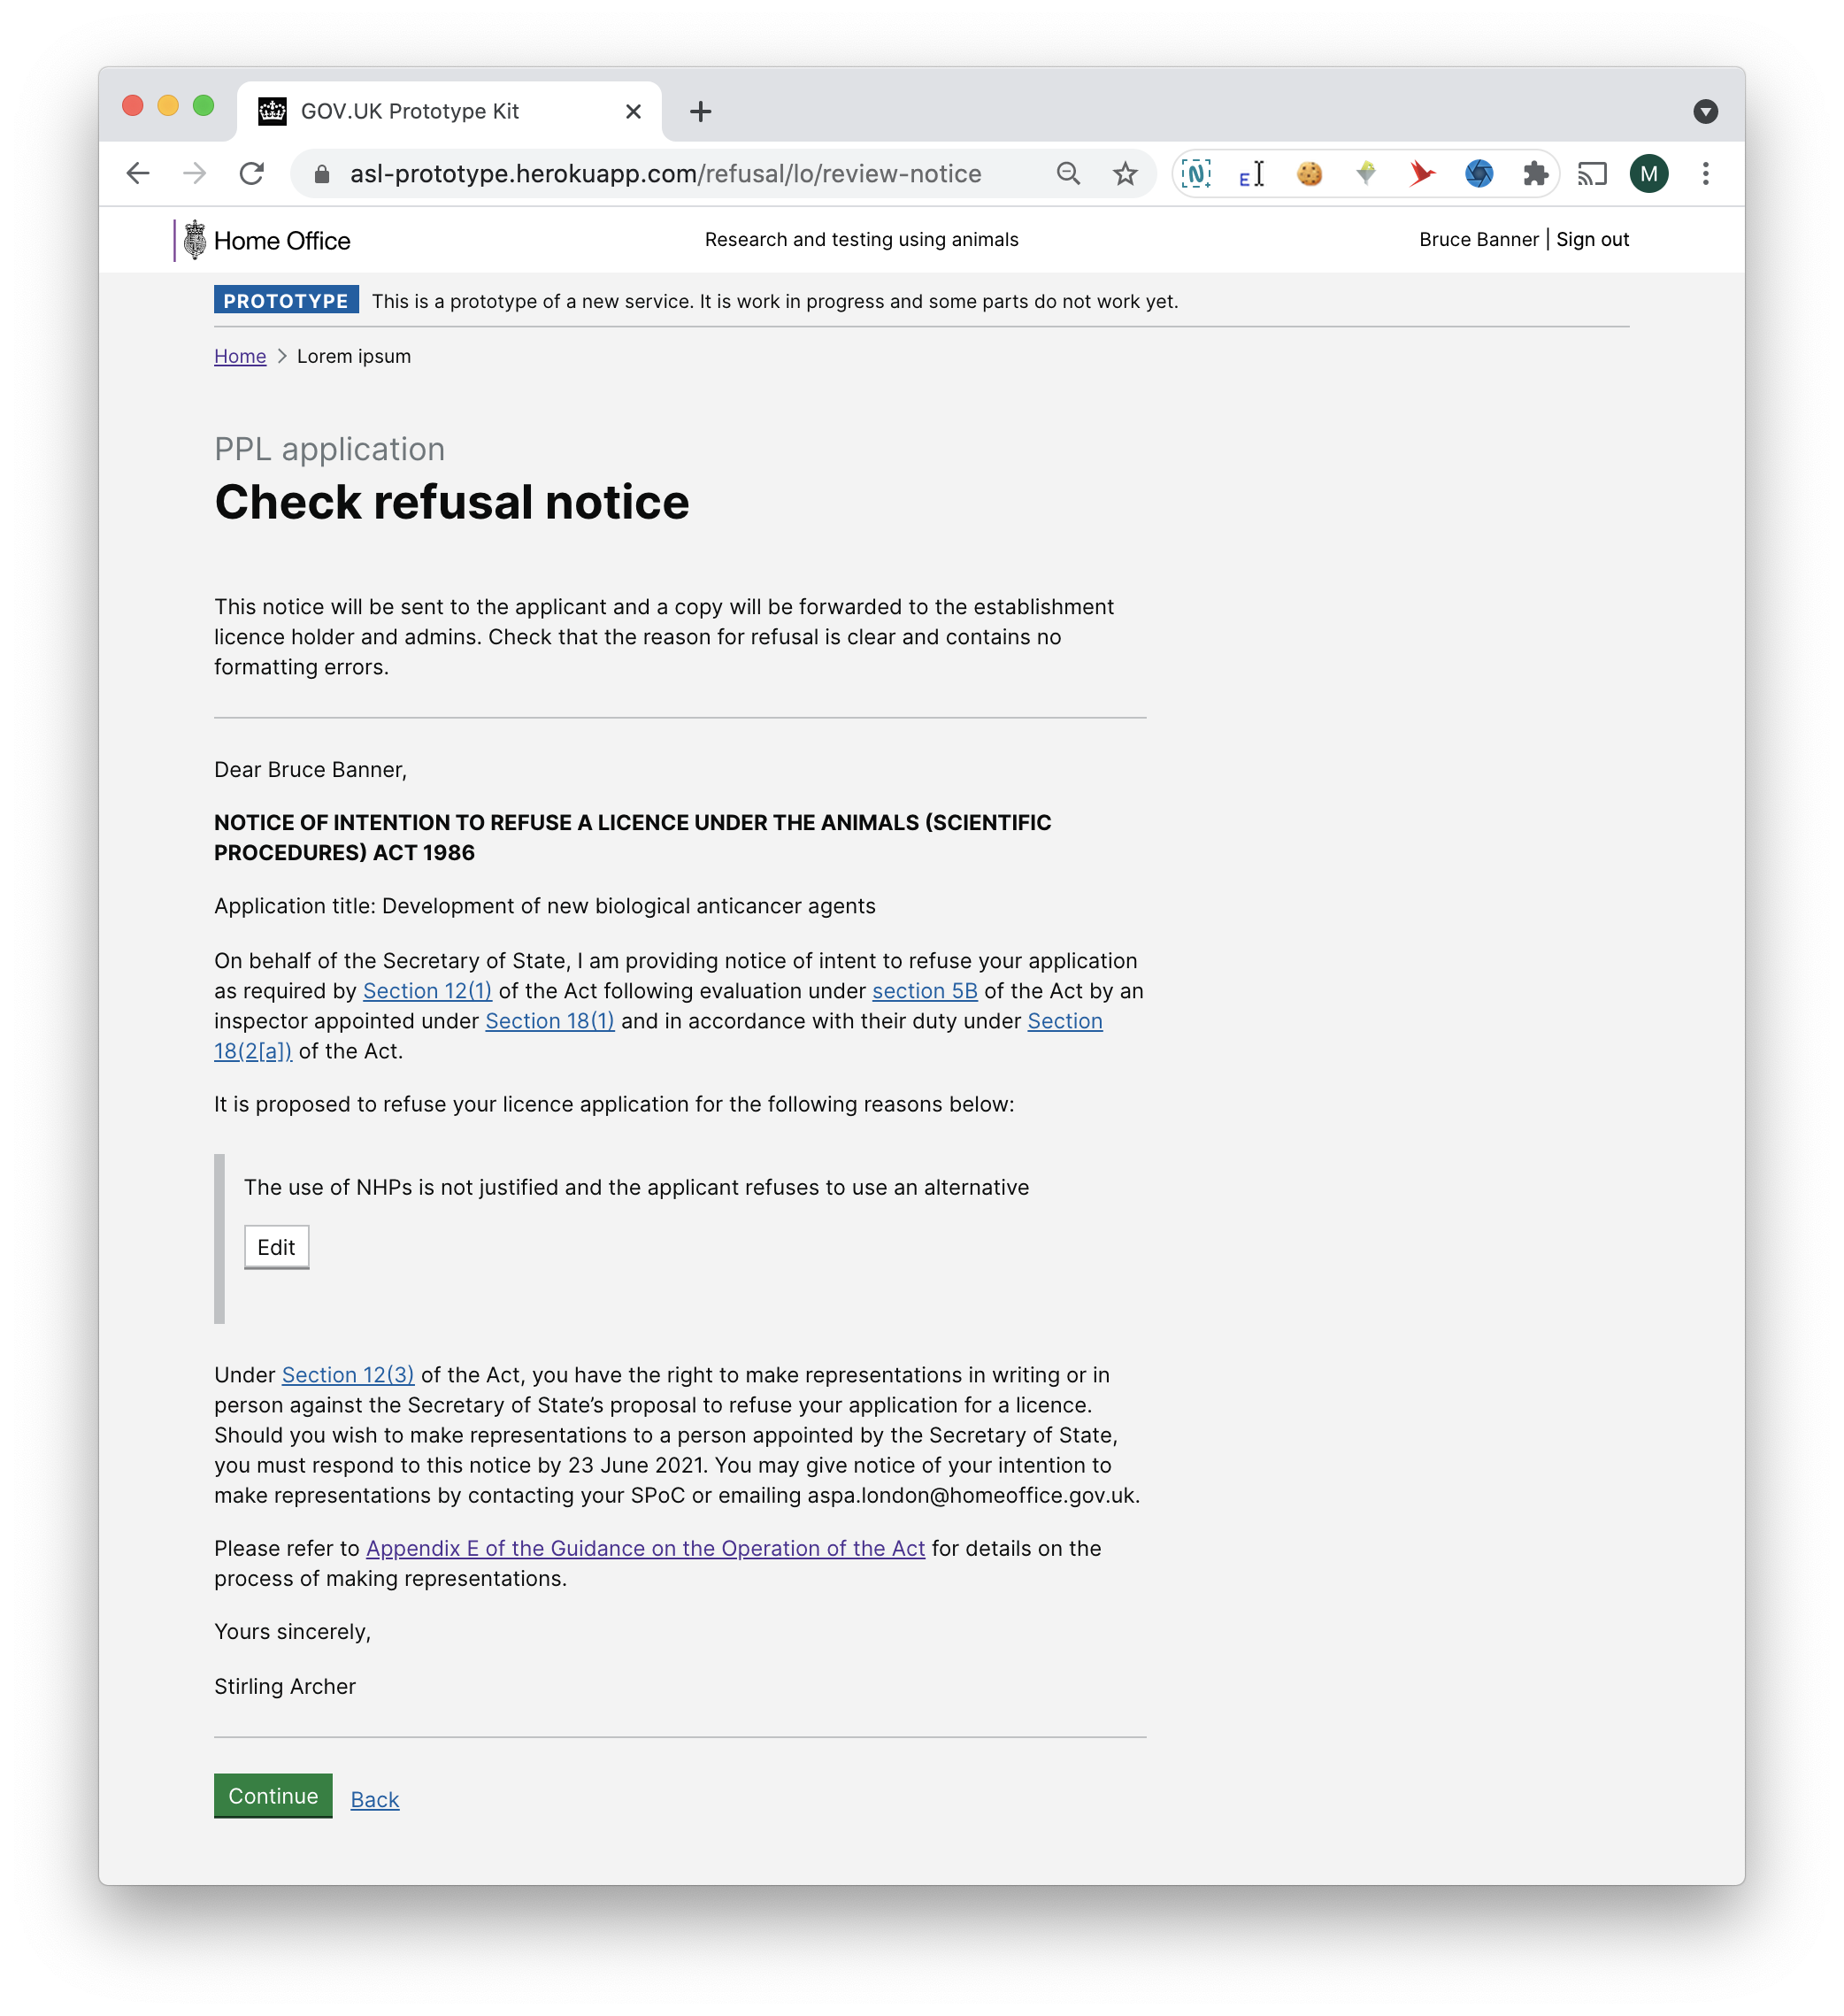 GOV.UK Prototype Kit
asl-prototype.herokuapp.com/refusal/lo/review-notice
M
Home Office
Research and testing using animals
Bruce Banner | Sign out
PROTOTYPE This is a prototype of a new service. It is work in progress and some parts do not work yet.
Home > Lorem ipsum
PPL application
Check refusal notice
This notice will be sent to the applicant and a copy will be forwarded to the establishment
licence holder and admins. Check that the reason for refusal is clear and contains no
formatting errors.
Dear Bruce Banner,
NOTICE OF INTENTION TO REFUSE A LICENCE UNDER THE ANIMALS (SCIENTIFIC
PROCEDURES) ACT 1986
Application title: Development of new biological anticancer agents
On behalf of the Secretary of State, I am providing notice of intent to refuse your application
as required by Section 12(1) of the Act following evaluation under section 5B of the Act by an
inspector appointed under Section 18(1) and in accordance with their duty under Section
18(2[a]) of the Act.
It is proposed to refuse your licence application for the following reasons below:
The use of NHPs is not justified and the applicant refuses to use an alternative
Edit
Under Section 12(3) of the Act, you have the right to make representations in writing or in
person against the Secretary of State’s proposal to refuse your application for a licence.
Should you wish to make representations to a person appointed by the Secretary of State,
you must respond to this notice by 23 June 2021. You may give notice of your intention to
make representations by contacting your SPoC or emailing aspa.london@homeoffice.gov.uk.
Please refer to Appendix E of the Guidance on the Operation of the Act for details on the
process of making representations.
Yours sincerely,
Stirling Archer
Continue Back